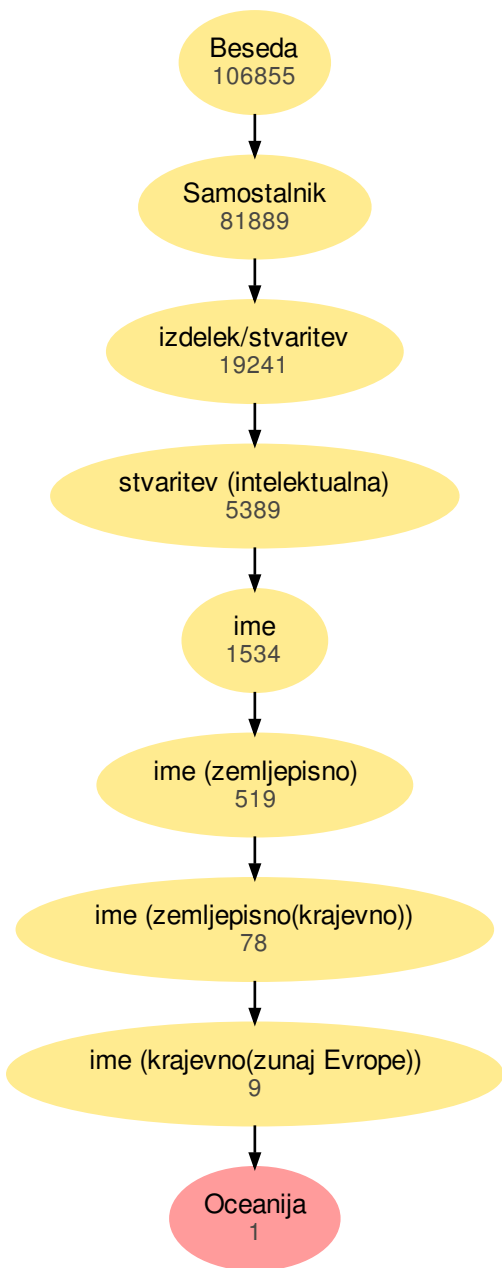 Beseda
106855
Samostalnik
81889
izdelek/stvaritev
19241
stvaritev (intelektualna)
5389
ime
1534
ime (zemljepisno)
519
ime (zemljepisno(krajevno))
78
ime (krajevno(zunaj Evrope))
9
Oceanija
1